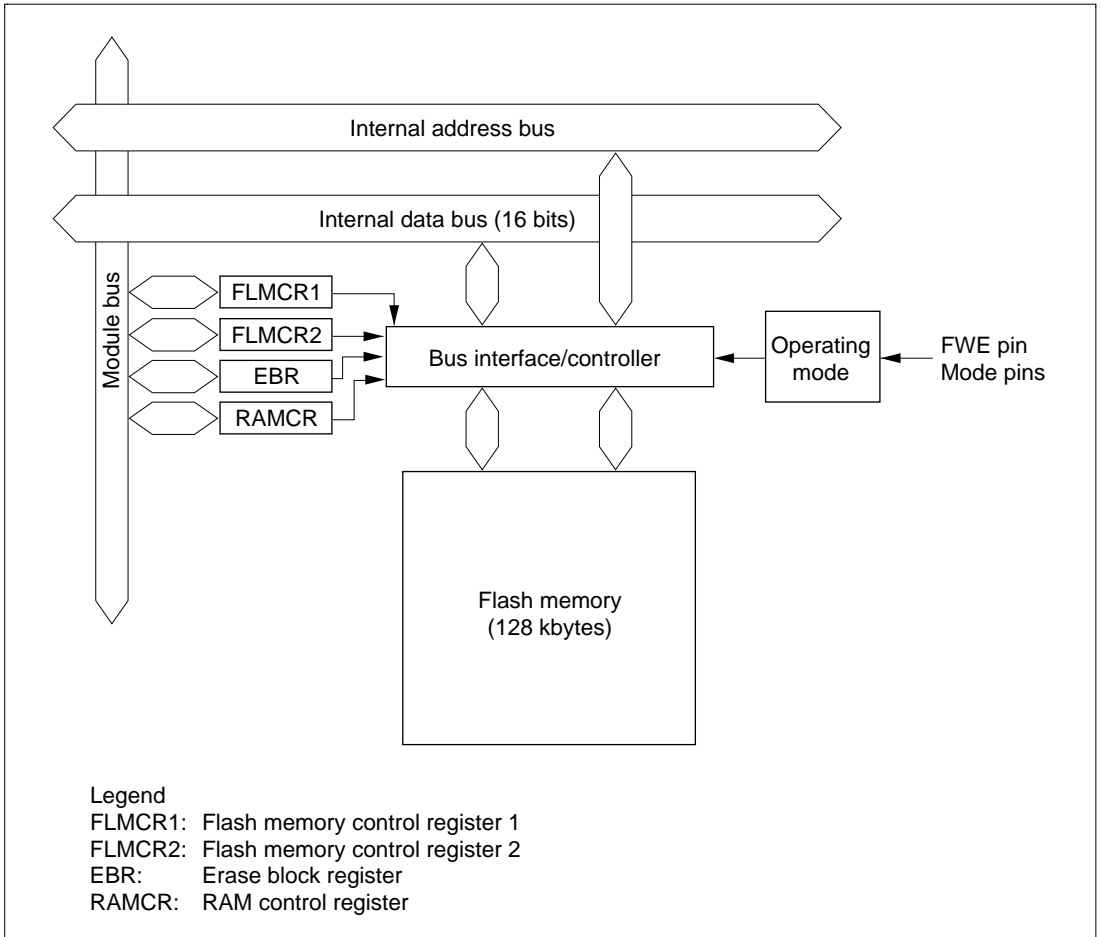 Internal address bus
Internal data bus (16 bits)
Module bus
FLMCR1
FLMCR2
EBR
RAMCR
Bus interface/controller
Operating
mode
FWE pin
Mode pins
Flash memory
(128 kbytes)
Legend
FLMCR1: Flash memory control register 1
FLMCR2: Flash memory control register 2
EBR: Erase block register
RAMCR: RAM control register